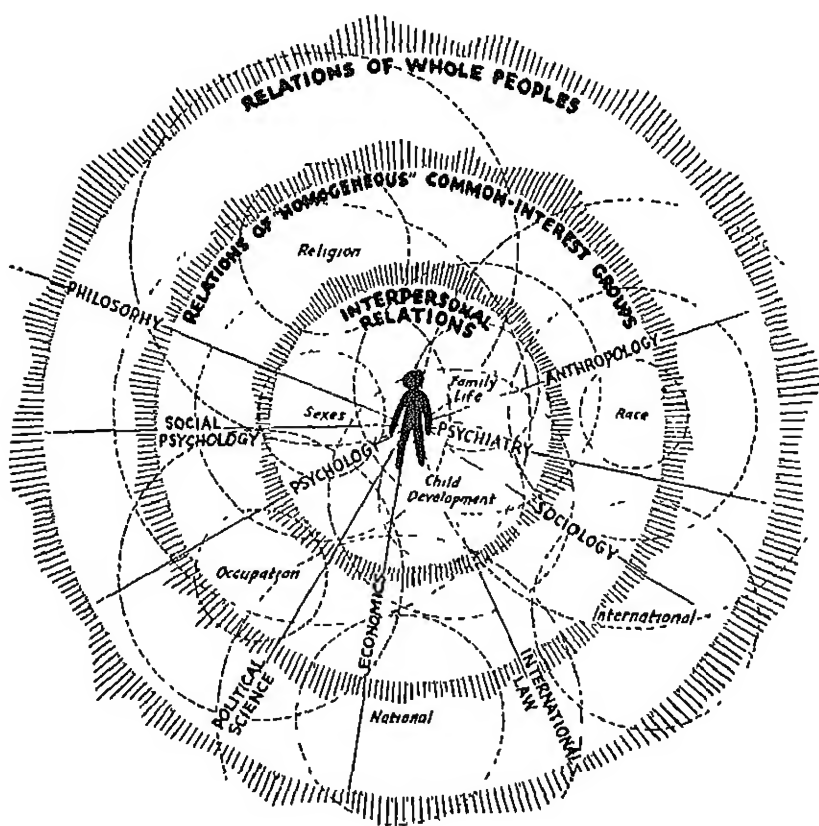 RELATIONS OF WHOLE PEOPLES
RELATIONS OF "HOMOGENEOUS" COMMON-INTEREST GROUPS
Religion
INTERPERSONAL
RELATIONS
PHILOSOPHY
ANTHROPOLOGY
Family
Life
Sexes
Race
SOCIAL
PSYCHOLOGY
PSYCHIATRY
PSYCHOLOGY
Child
Development
SOCIOLOGY
Occupation
ECONOMICS
International
POLITICAL
SCIENCE
INTERNATIONAL
LAW
National